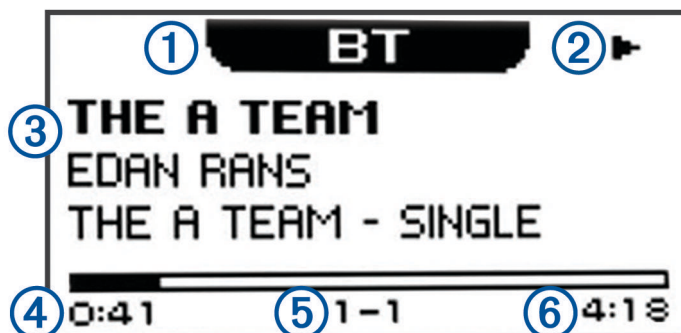 1 BT 2
3 THE A TEAM
EDAN RANS
THE A TEAM - SINGLE
4 0:41 5 1-1 6 4:18